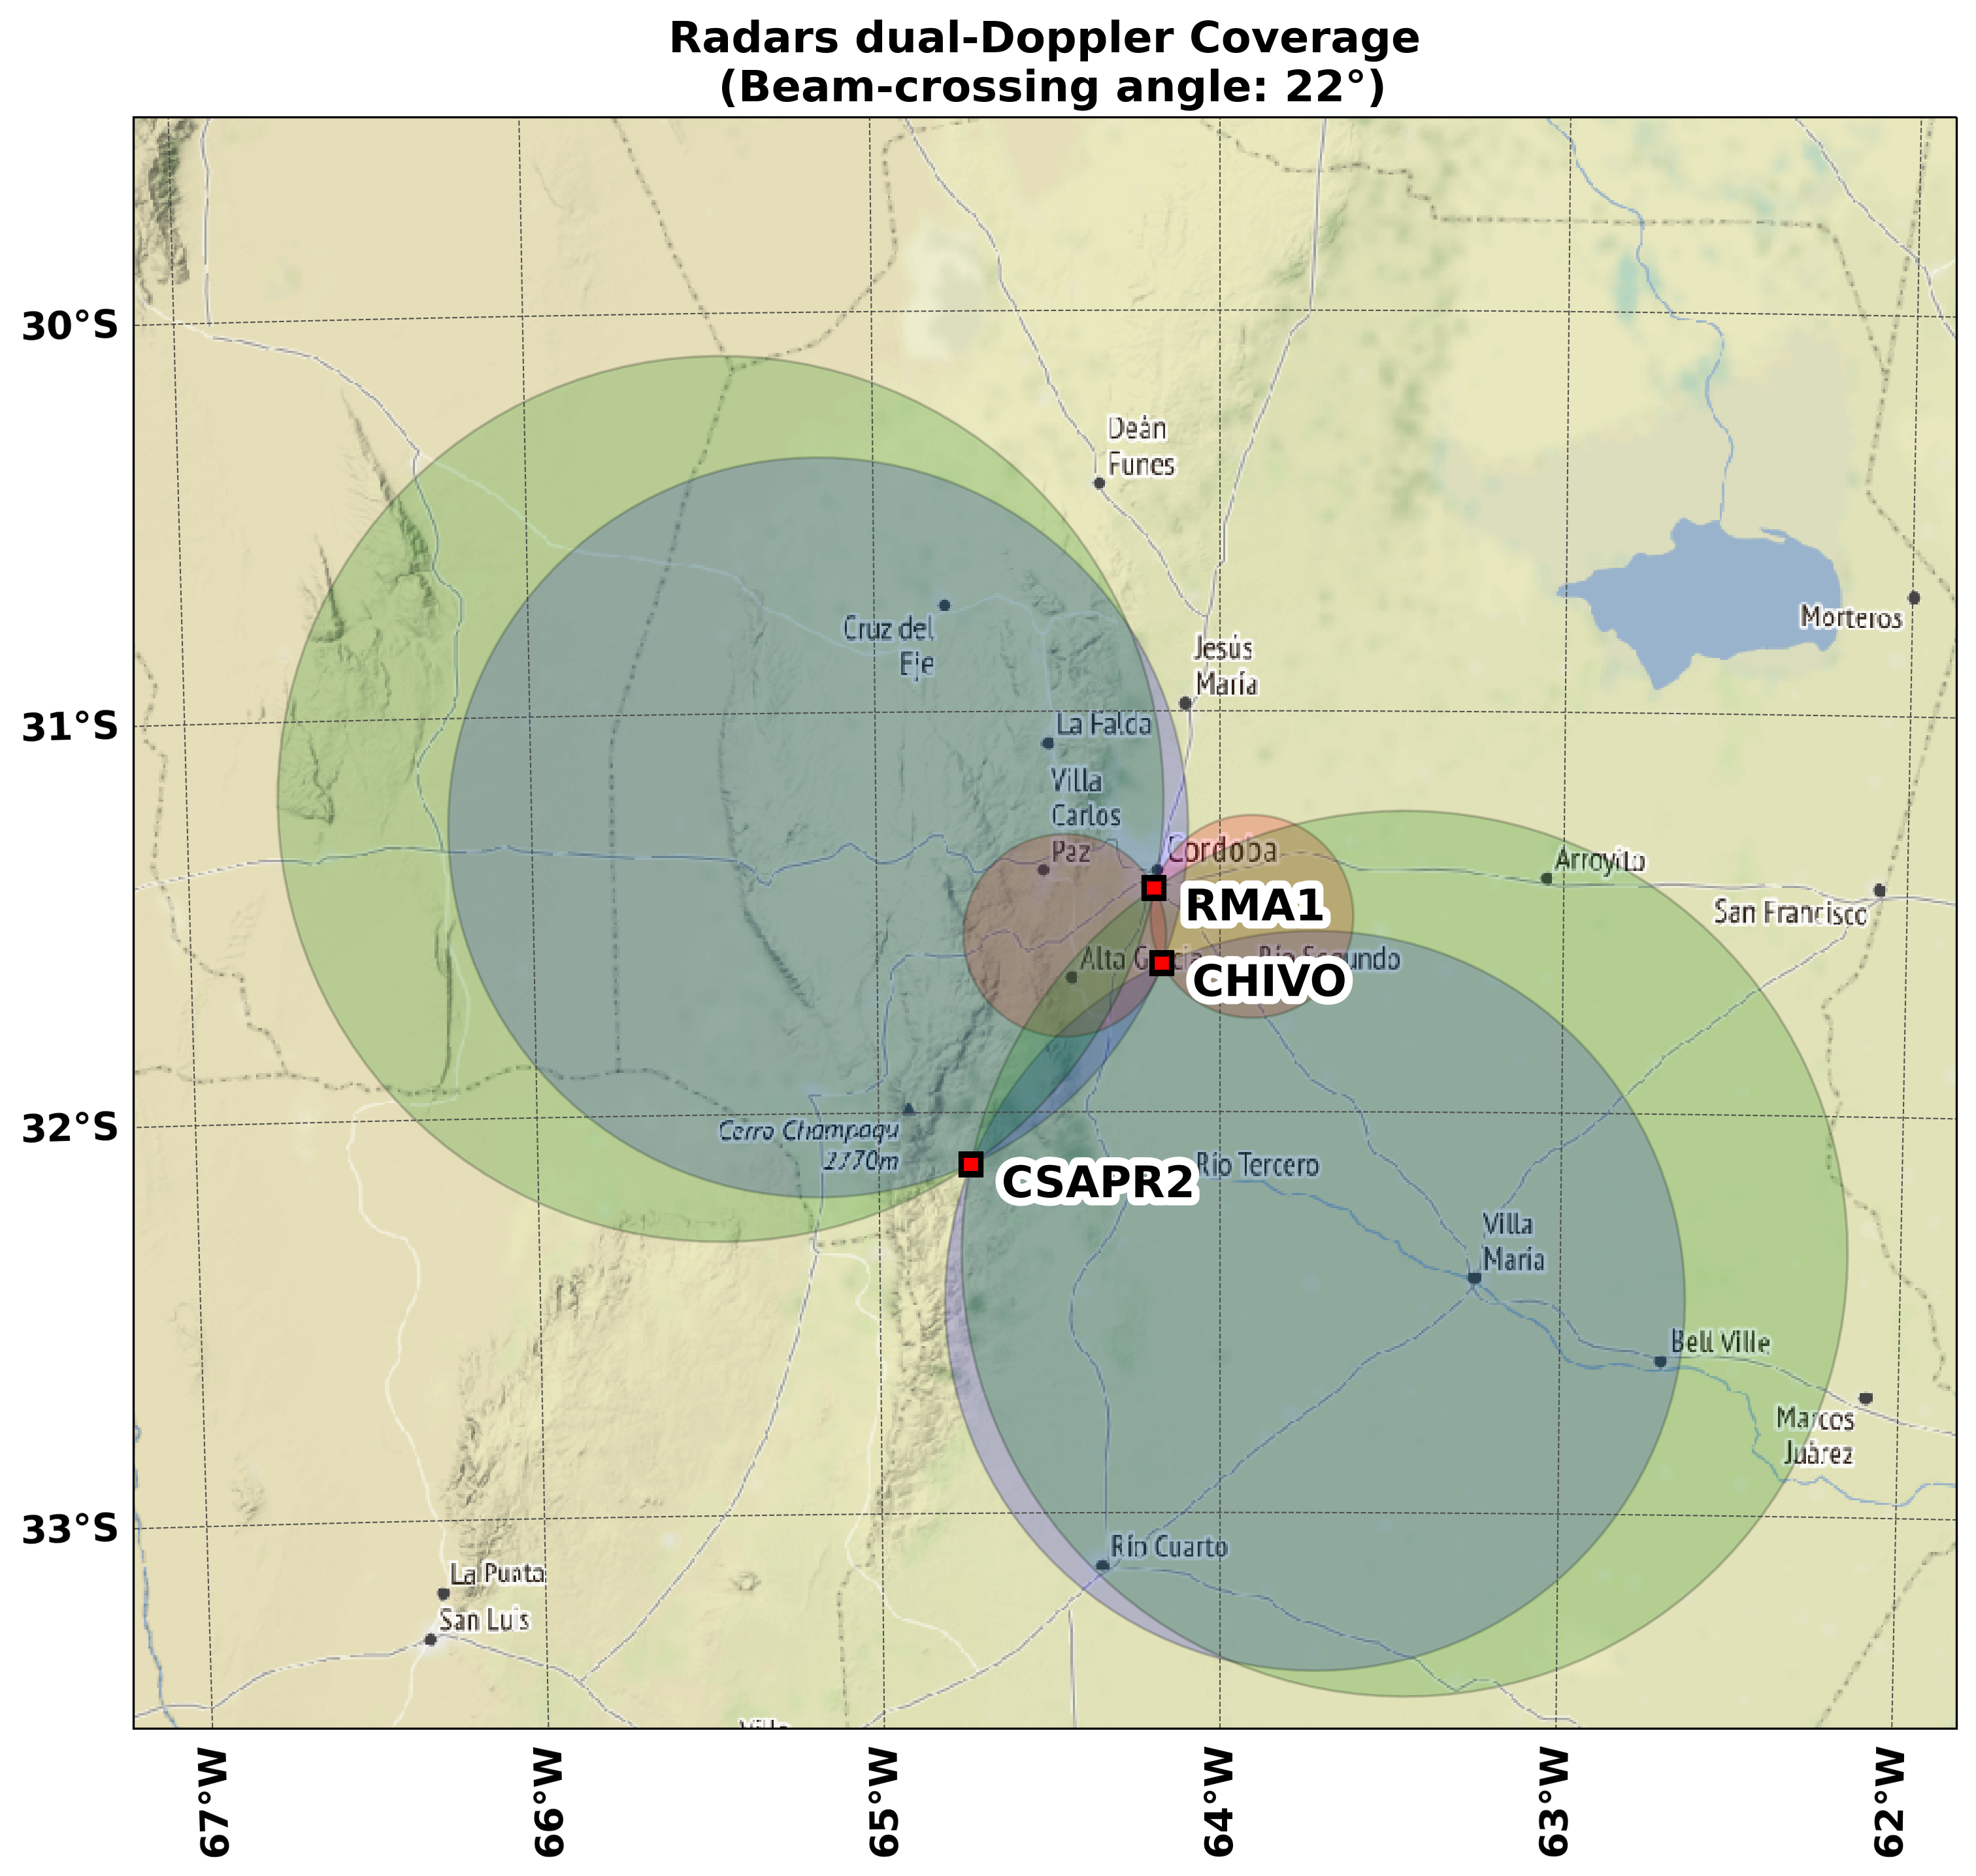 Radars dual-Doppler Coverage
(Beam-crossing angle: 22°)
30°S
31°S
32°S
33°S
Deán
Funes
Cruz del
Eje
Jesús
María
Morteros
La Falda
Villa
Carlos
Paz
Cordoba
Arroyito
San Francisco
RMA1
Alta Gracia
Río Segundo
CHIVO
Cerro Champaqu
2770m
CSAPR2
Río Tercero
Villa
María
Bell Ville
Marcos
Juárez
Río Cuarto
La Punta
San Luis
67°W
66°W
65°W
64°W
63°W
62°W